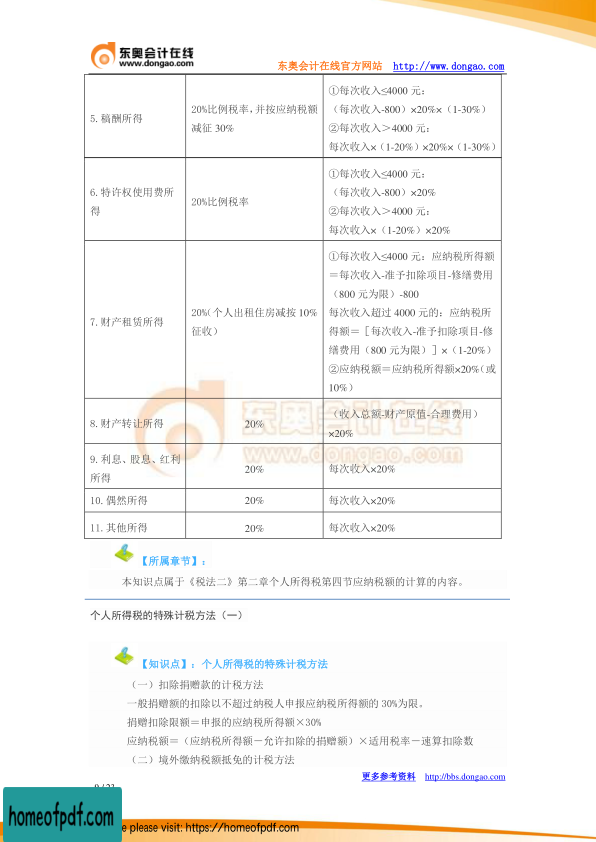 东奥会计在线
www.dongao.com
东奥会计在线官方网站 http://www.dongao.com
5.稿酬所得
20%比例税率，并按应纳税额
减征 30%
①每次收入≤4000 元：
（每次收入-800）×20%×（1-30%）
②每次收入＞4000 元：
每次收入×（1-20%）×20%×（1-30%）
6.特许权使用费所
得
20%比例税率
①每次收入≤4000 元：
（每次收入-800）×20%
②每次收入＞4000 元：
每次收入×（1-20%）×20%
7.财产租赁所得
20%(个人出租住房减按 10%
征收）
①每次收入≤4000 元：应纳税所得额
＝每次收入-准予扣除项目-修缮费用
（800 元为限）-800
每次收入超过 4000 元的：应纳税所
得额＝［每次收入-准予扣除项目-修
缮费用（800 元为限）］×（1-20%）
②应纳税额＝应纳税所得额×20%（或
10%）
8.财产转让所得
20%
（收入总额-财产原值-合理费用）
×20%
9.利息、股息、红利
所得
20%
每次收入×20%
10.偶然所得
20%
每次收入×20%
11.其他所得
20%
每次收入×20%
东奥会计在线
www.dongao.com
【所属章节】：
本知识点属于《税法二》第二章个人所得税第四节应纳税额的计算的内容。
个人所得税的特殊计税方法（一）
【知识点】：个人所得税的特殊计税方法
（一）扣除捐赠款的计税方法
一般捐赠额的扣除以不超过纳税人申报应纳税所得额的 30%为限。
捐赠扣除限额＝申报的应纳税所得额×30%
应纳税额＝（应纳税所得额－允许扣除的捐赠额）×适用税率－速算扣除数
（二）境外缴纳税额抵免的计税方法
更多参考资料 http://bbs.dongao.com
9 / 23
homeofpdf.com
e please visit: https://homeofpdf.com